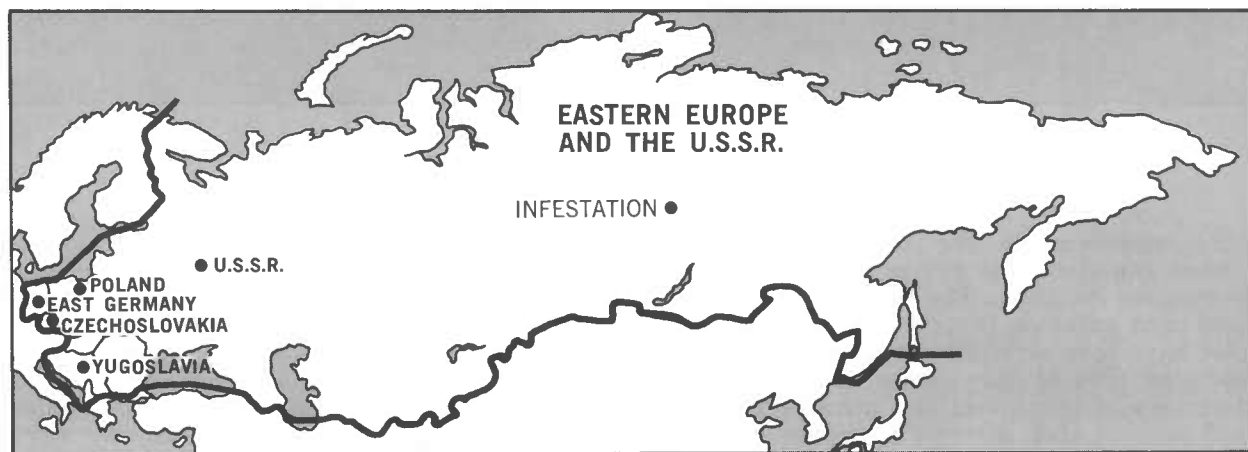 EASTERN EUROPE
AND THE U.S.S.R.
INFESTATION
U.S.S.R.
POLAND
EAST GERMANY
CZECHOSLOVAKIA
YUGOSLAVIA